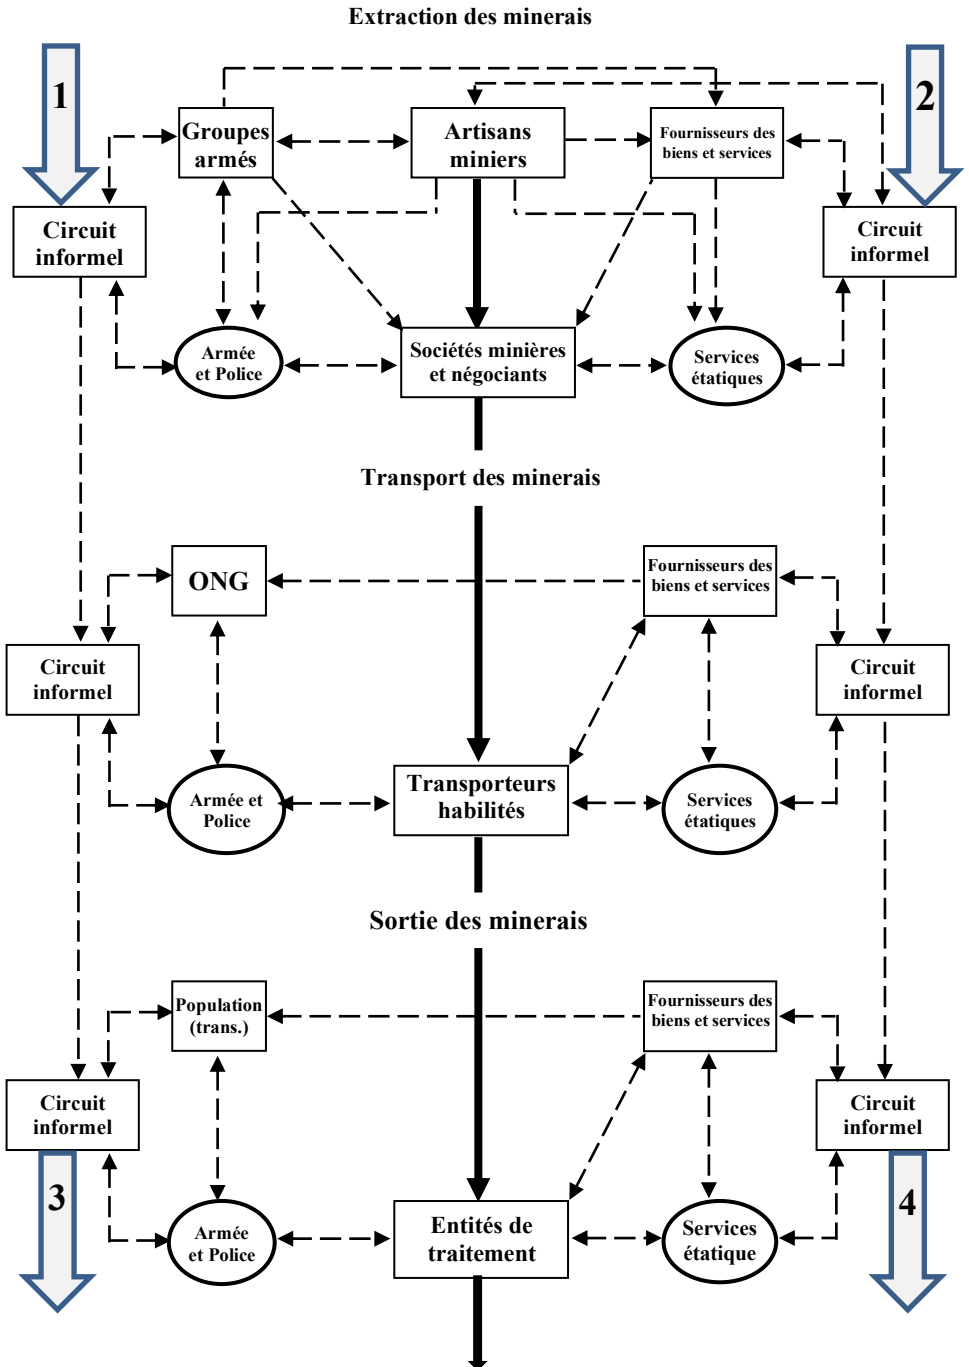 Extraction des minerais
1
2
Groupes
armés
Artisans
miniers
Fournisseurs des
biens et services
Circuit
informel
Circuit
informel
Armée
et Police
Sociétés minières
et négociants
Services
étatiques
Transport des minerais
ONG
Fournisseurs des
biens et services
Circuit
informel
Circuit
informel
Armée et
Police
Transporteurs
habilités
Services
étatiques
Sortie des minerais
Population
(trans.)
Fournisseurs des
biens et services
Circuit
informel
Circuit
informel
3
4
Armée
et Police
Entités de
traitement
Services
étatique